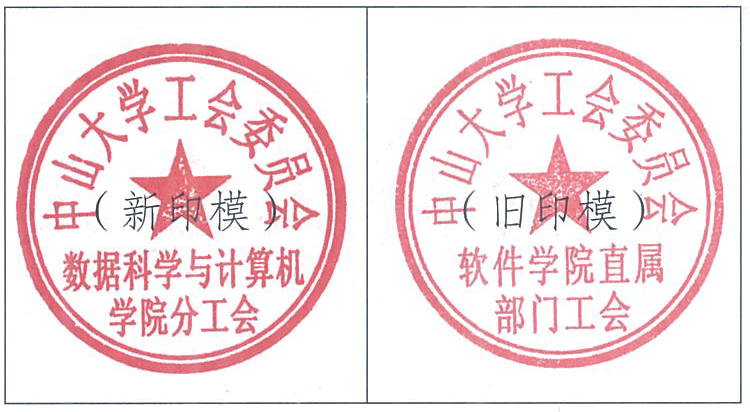 中山大学工会委员会
（新印模）
数据科学与计算机
学院分工会
中山大学工会委员会
（旧印模）
软件学院直属
部门工会